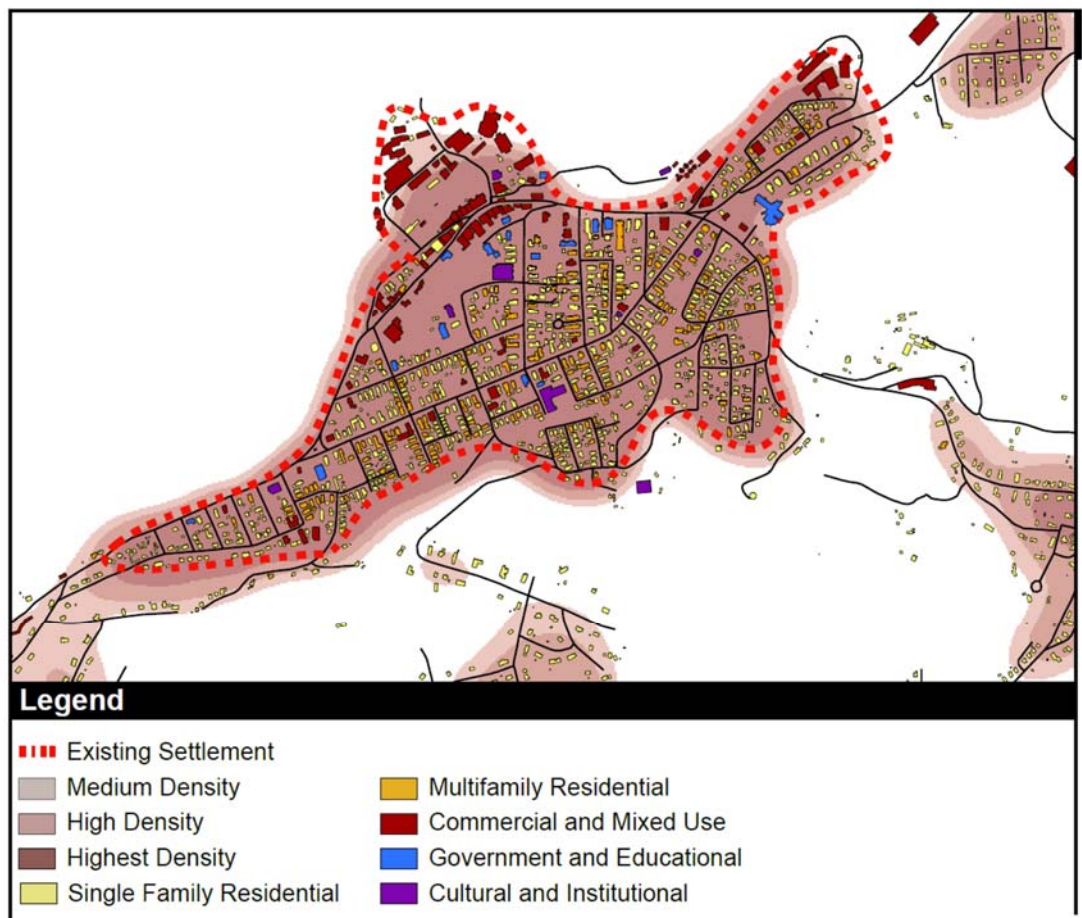 Legend
Existing Settlement
Medium Density
High Density
Highest Density
Single Family Residential
Multifamily Residential
Commercial and Mixed Use
Government and Educational
Cultural and Institutional